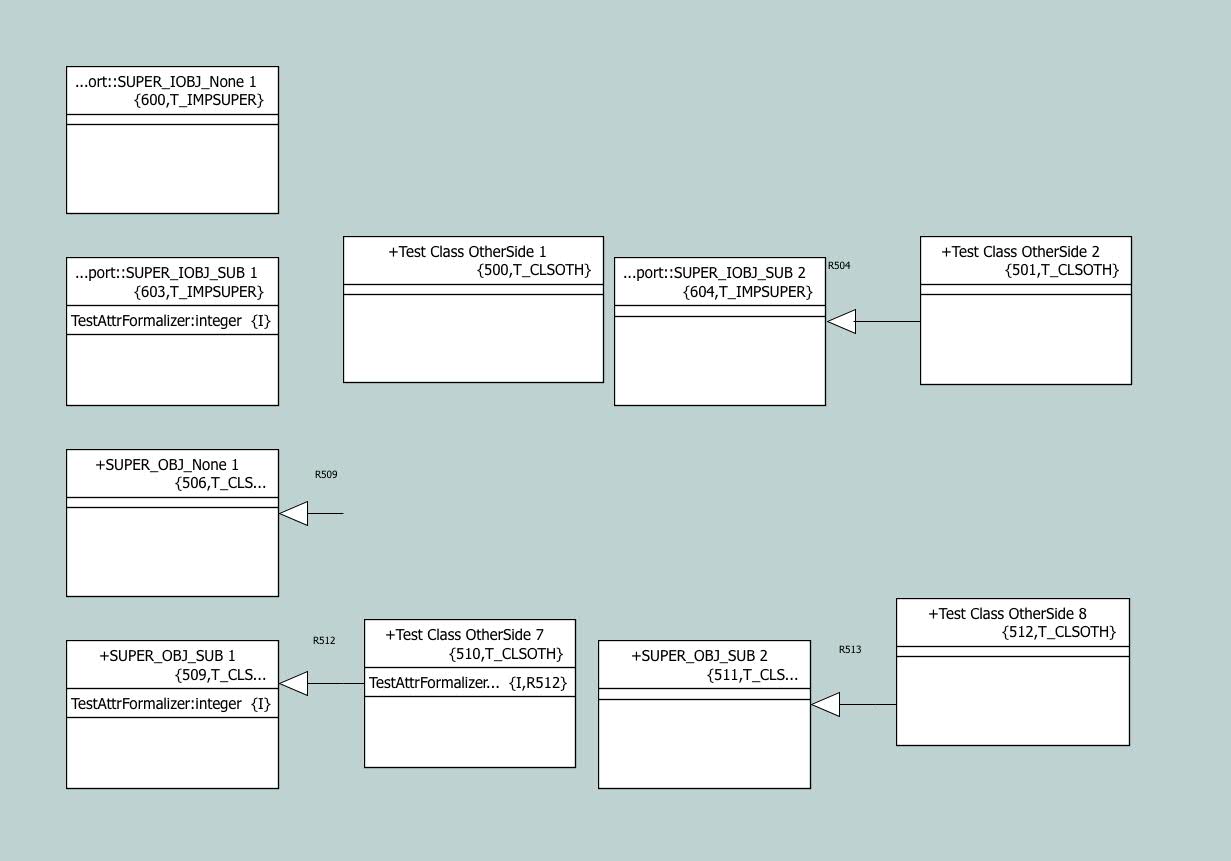 ...ort::SUPER_IOBJ_None 1
{600,T_IMPSUPER}
...port::SUPER_IOBJ_SUB 1
{603,T_IMPSUPER}
TestAttrFormalizer:integer {I}
+Test Class OtherSide 1
{500,T_CLSOTH}
...port::SUPER_IOBJ_SUB 2
{604,T_IMPSUPER}
R504
+Test Class OtherSide 2
{501,T_CLSOTH}
+SUPER_OBJ_None 1
{506,T_CLS...
R509
+SUPER_OBJ_SUB 1
{509,T_CLS...
TestAttrFormalizer:integer {I}
R512
+Test Class OtherSide 7
{510,T_CLSOTH}
TestAttrFormalizer... {I,R512}
+SUPER_OBJ_SUB 2
{511,T_CLS...
R513
+Test Class OtherSide 8
{512,T_CLSOTH}